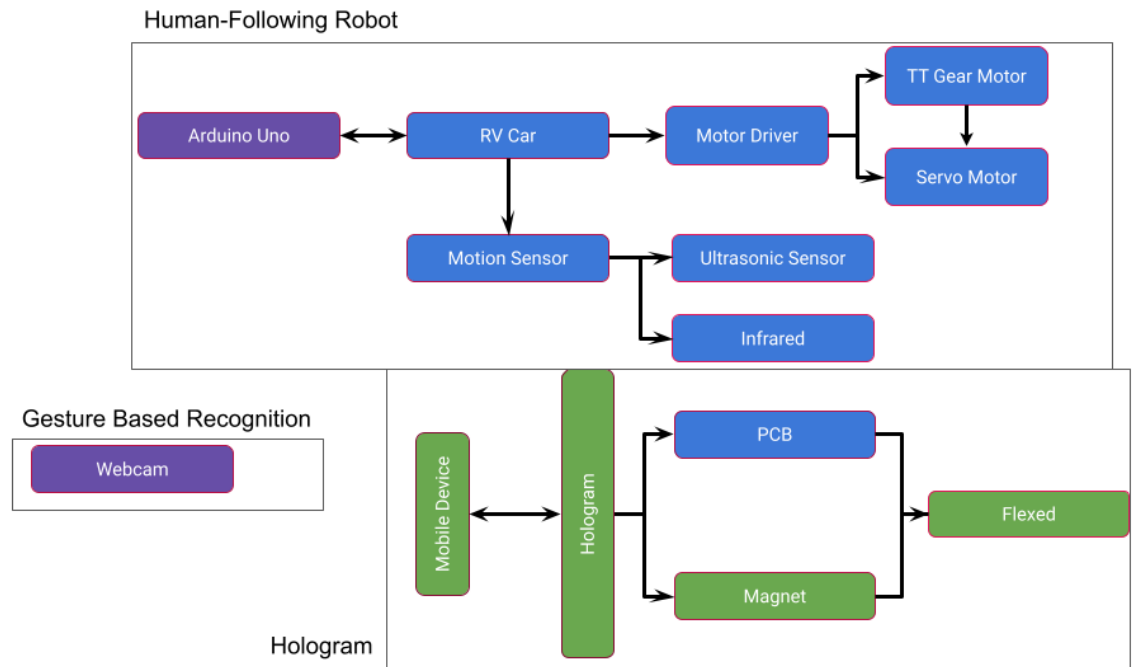 Human-Following Robot
TT Gear Motor
Arduino Uno
RV Car
Motor Driver
Servo Motor
Motion Sensor
Ultrasonic Sensor
Infrared
Gesture Based Recognition
Webcam
Mobile Device
Hologram
PCB
Flexed
Magnet
Hologram